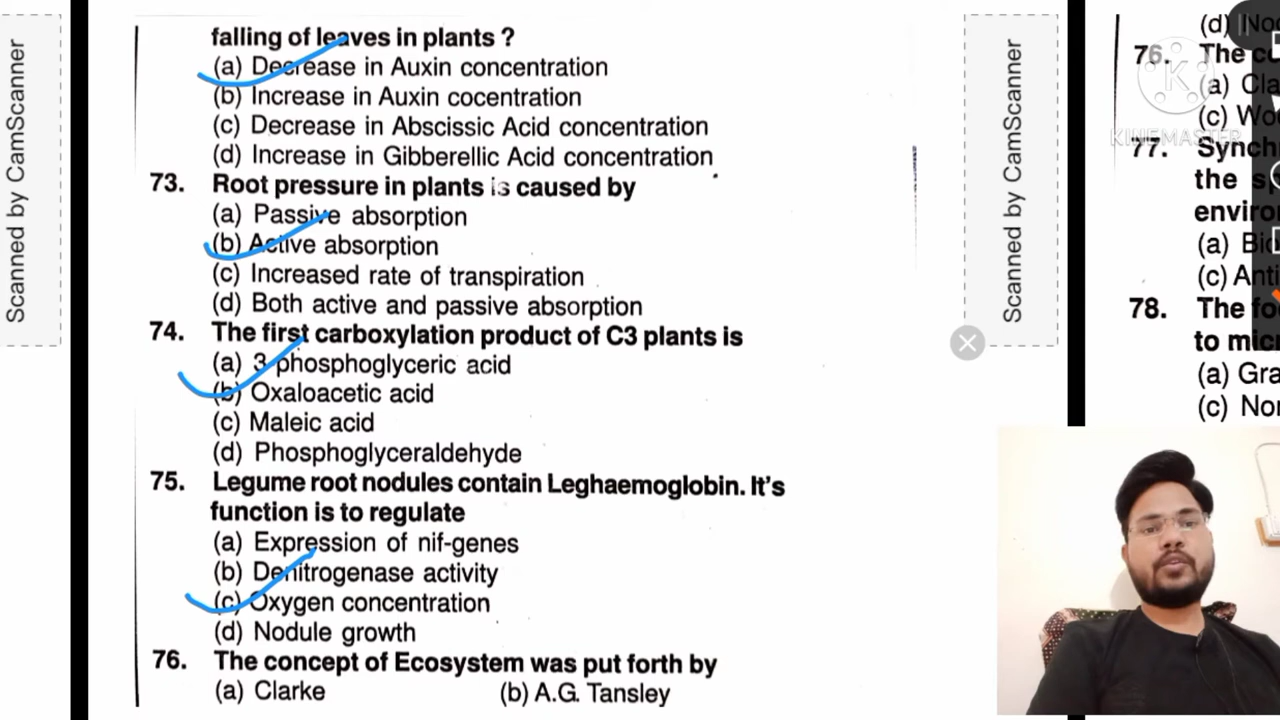 Scanned by CamScanner
falling of leaves in plants ?
(a) Decrease in Auxin concentration
(b) Increase in Auxin cocentration
(c) Decrease in Abscissic Acid concentration
(d) Increase in Gibberellic Acid concentration
73. Root pressure in plants is caused by
(a) Passive absorption
(b) Active absorption
(c) Increased rate of transpiration
(d) Both active and passive absorption
74. The first carboxylation product of C3 plants is
(a) 3-phosphoglyceric acid
(b) Oxaloacetic acid
(c) Maleic acid
(d) Phosphoglyceraldehyde
75. Legume root nodules contain Leghaemoglobin. It's
function is to regulate
(a) Expression of nif-genes
(b) Denitrogenase activity
(c) Oxygen concentration
(d) Nodule growth
76. The concept of Ecosystem was put forth by
(a) Clarke (b) A.G. Tansley
Scanned by CamScanner
(d)
76. The
(a)
(c)
K
KINEMASTER
77.
the
(a)
(c)
78. The
to
(a)
(c)